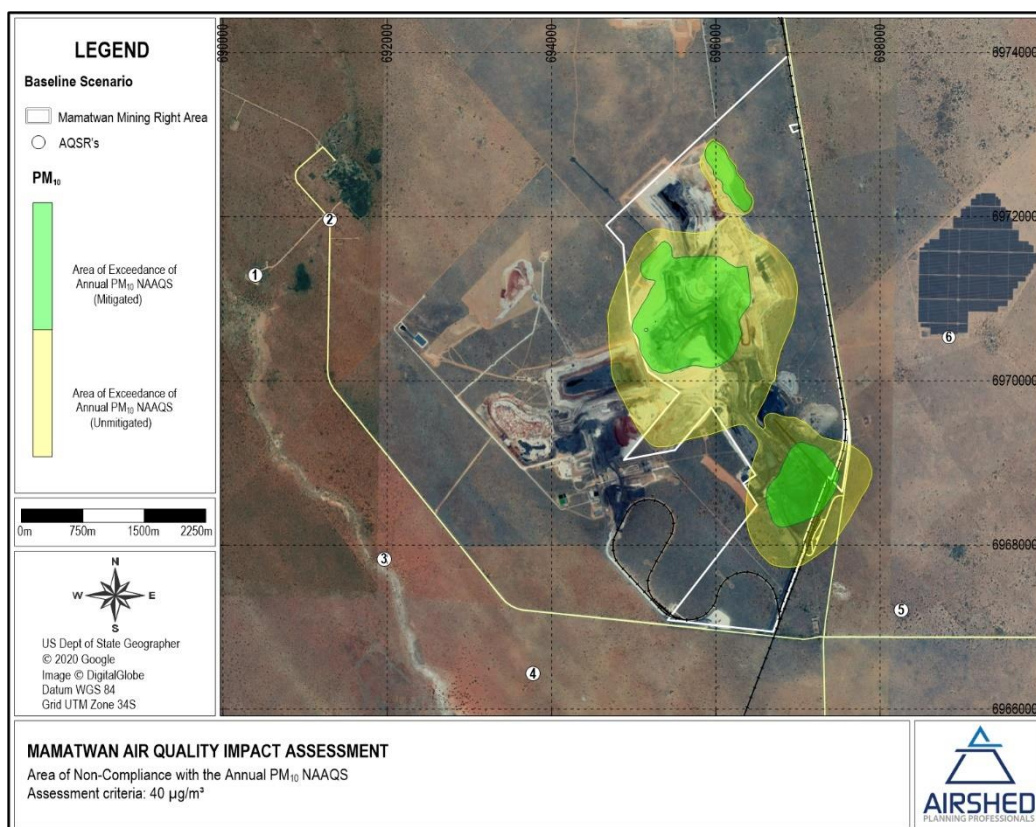 LEGEND
Baseline Scenario
Mamatwan Mining Right Area
AQSR's
PM₁₀
Area of Exceedance of
Annual PM₁₀ NAAQS
(Mitigated)
Area of Exceedance of
Annual PM₁₀ NAAQS
(Unmitigated)
0m 750m 1500m 2250m
N
W E
S
US Dept of State Geographer
© 2020 Google
Image © DigitalGlobe
Datum WGS 84
Grid UTM Zone 34S
690000 692000 694000 696000 698000
6974000
6972000
6970000
6968000
6966000
2
1
6
3
5
4
MAMATWAN AIR QUALITY IMPACT ASSESSMENT
Area of Non-Compliance with the Annual PM₁₀ NAAQS
Assessment criteria: 40 µg/m³
AIRSHED
PLANNING PROFESSIONALS